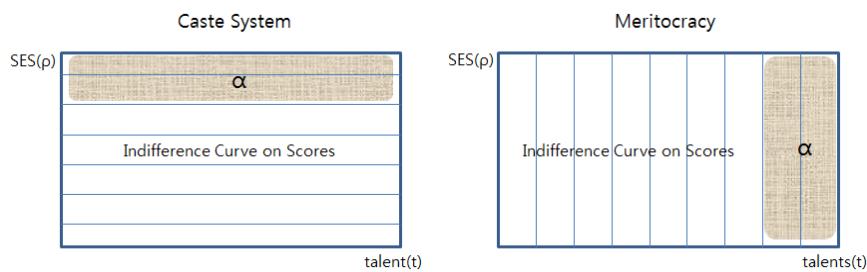 Caste System
SES(ρ)
α
Indifference Curve on Scores
talent(t)
Meritocracy
SES(ρ)
α
Indifference Curve on Scores
talents(t)